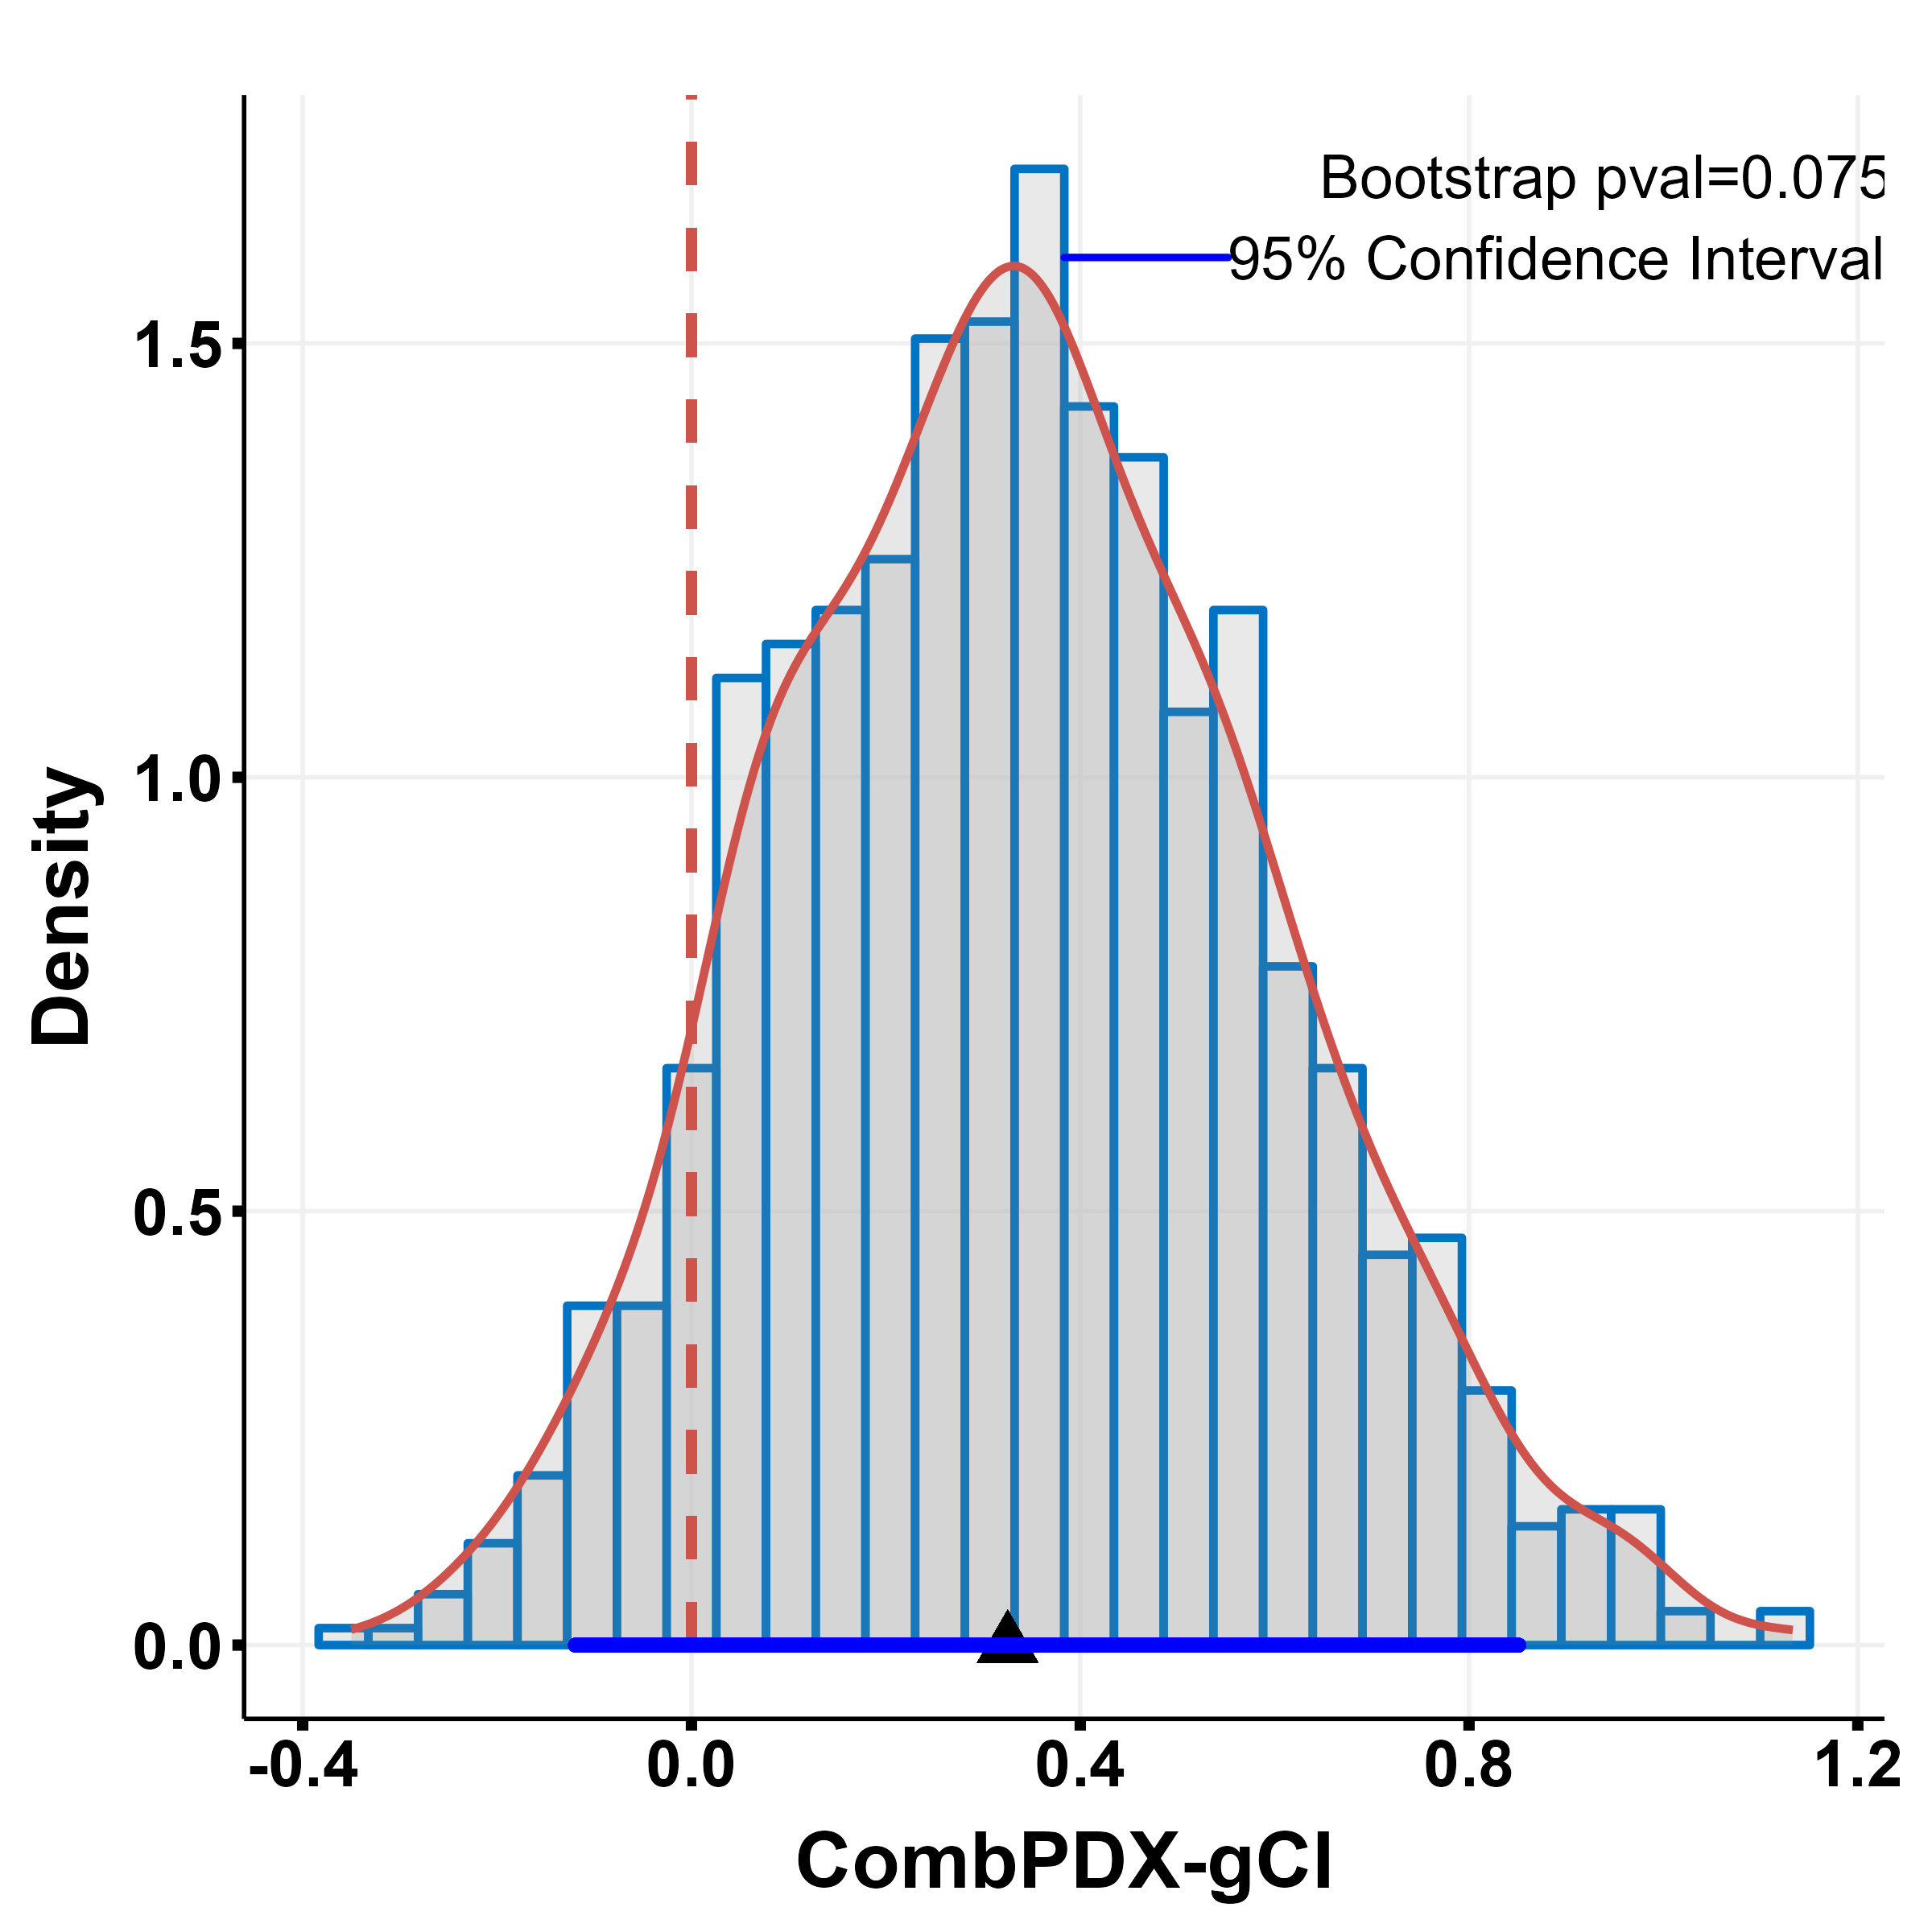 Bootstrap pval=0.075
95% Confidence Interval
1.5
1.0
0.5
0.0
Density
-0.4 0.0 0.4 0.8 1.2
CombPDX-gCI